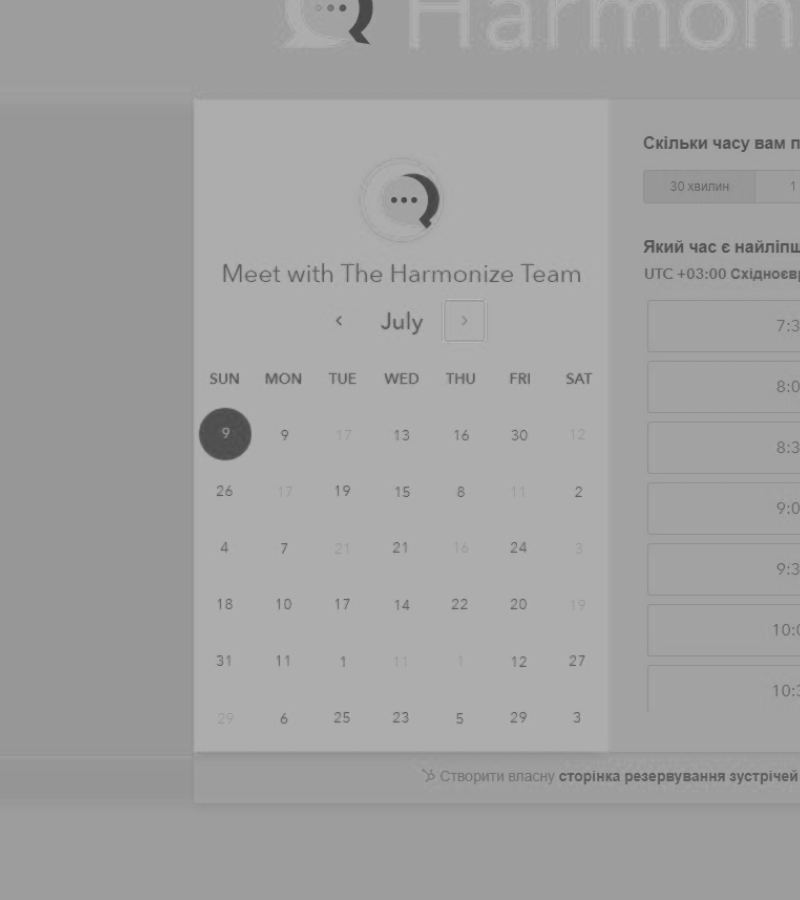 Harmon
Meet with The Harmonize Team
July
SUN MON TUE WED THU FRI SAT
9 9 17 13 16 30 12
26 17 19 15 8 11 2
4 7 21 21 16 24 3
18 10 17 14 22 20 19
31 11 1 11 1 12 27
29 6 25 23 5 29 3
Скільки часу вам п
30 хвилин 1
Який час є найліпш
UTC +03:00 Східноєвр
7:3
8:0
8:3
9:0
9:3
10:0
10:3
Створити власну сторінка резервування зустрічей